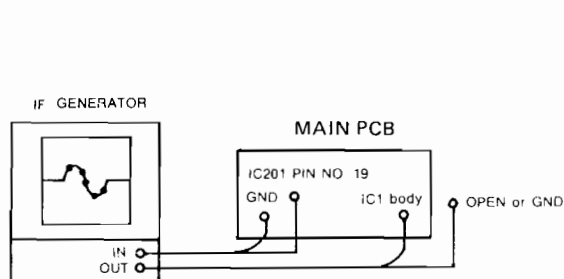 IF GENERATOR
MAIN PCB
IC201 PIN NO 19
GND
IC1 body
OPEN or GND
IN
OUT